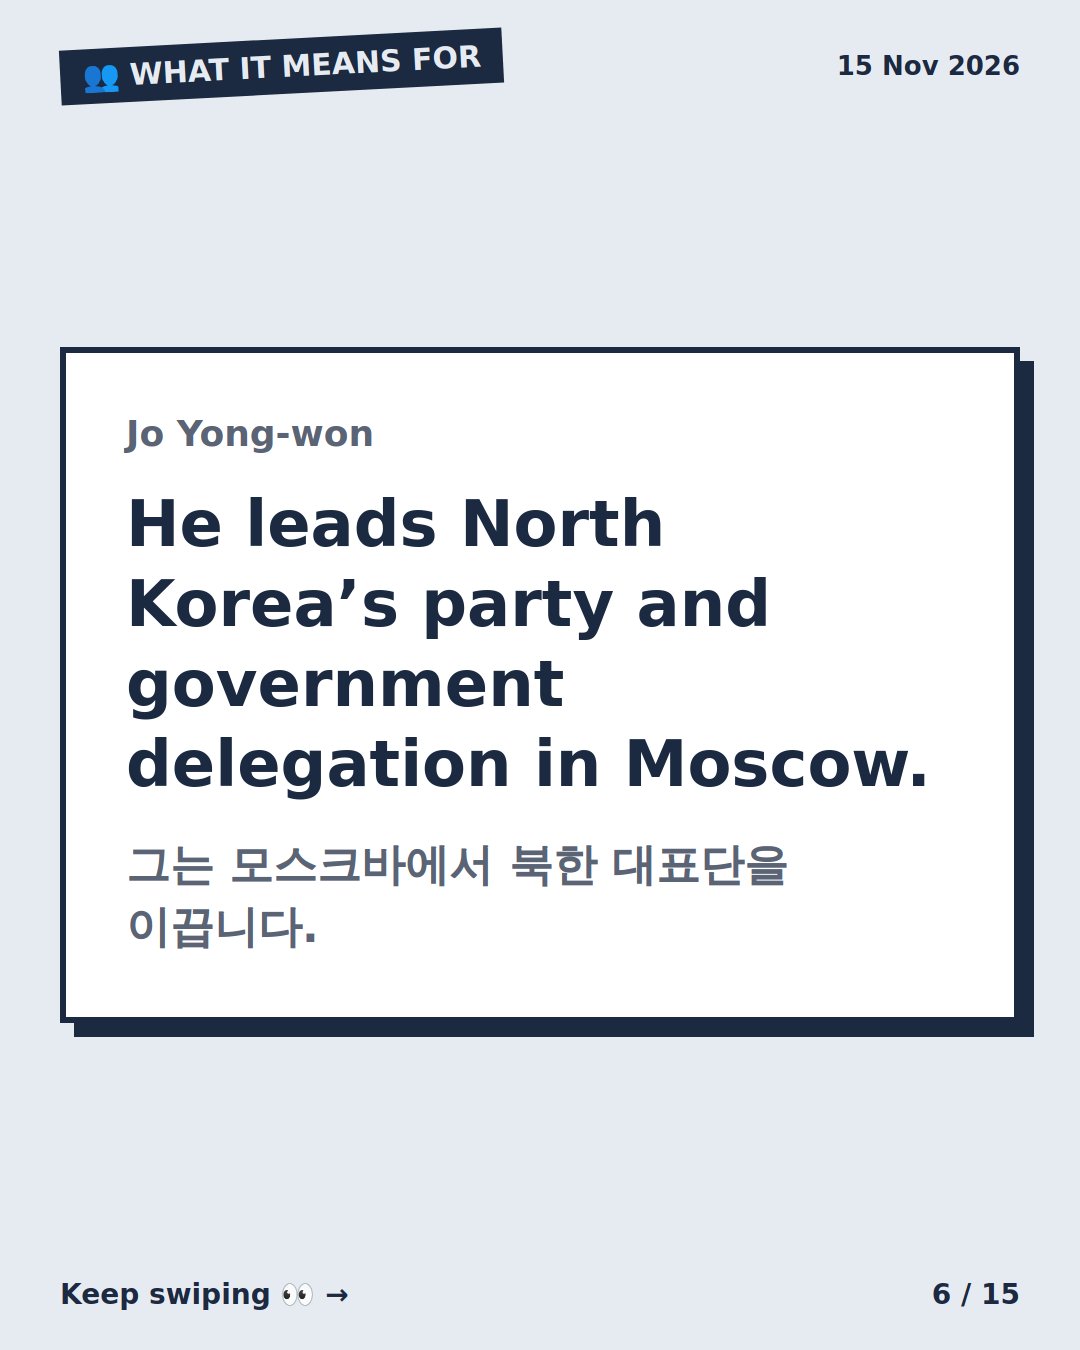 👥 WHAT IT MEANS FOR
15 Nov 2026
Jo Yong-won
He leads North
Korea’s party and
government
delegation in Moscow.
그는 모스크바에서 북한 대표단을
이끕니다.
Keep swiping 👀 →
6 / 15